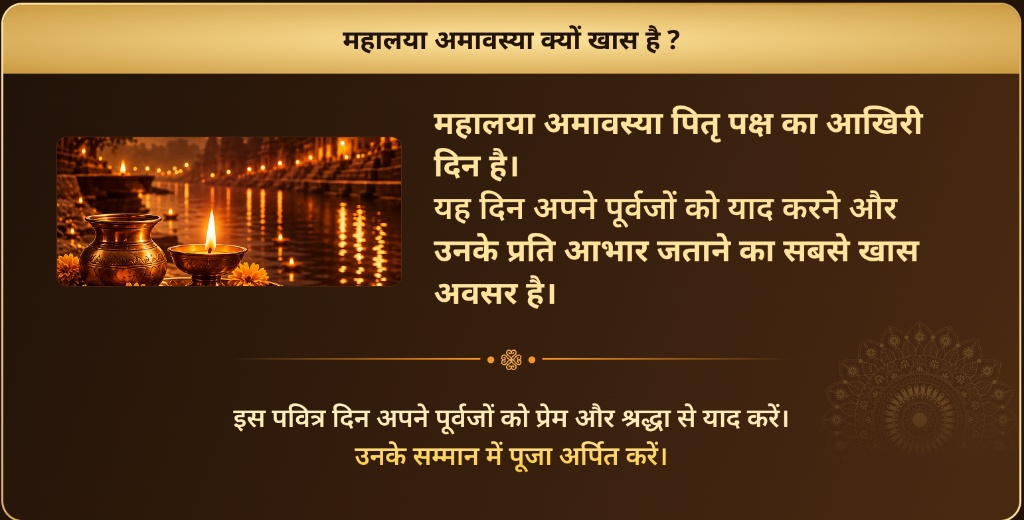 महालया अमावस्या क्यों खास है ?
महालया अमावस्या पितृ पक्ष का आखिरी
दिन है।
यह दिन अपने पूर्वजों को याद करने और
उनके प्रति आभार जताने का सबसे खास
अवसर है।
इस पवित्र दिन अपने पूर्वजों को प्रेम और श्रद्धा से याद करें।
उनके सम्मान में पूजा अर्पित करें।